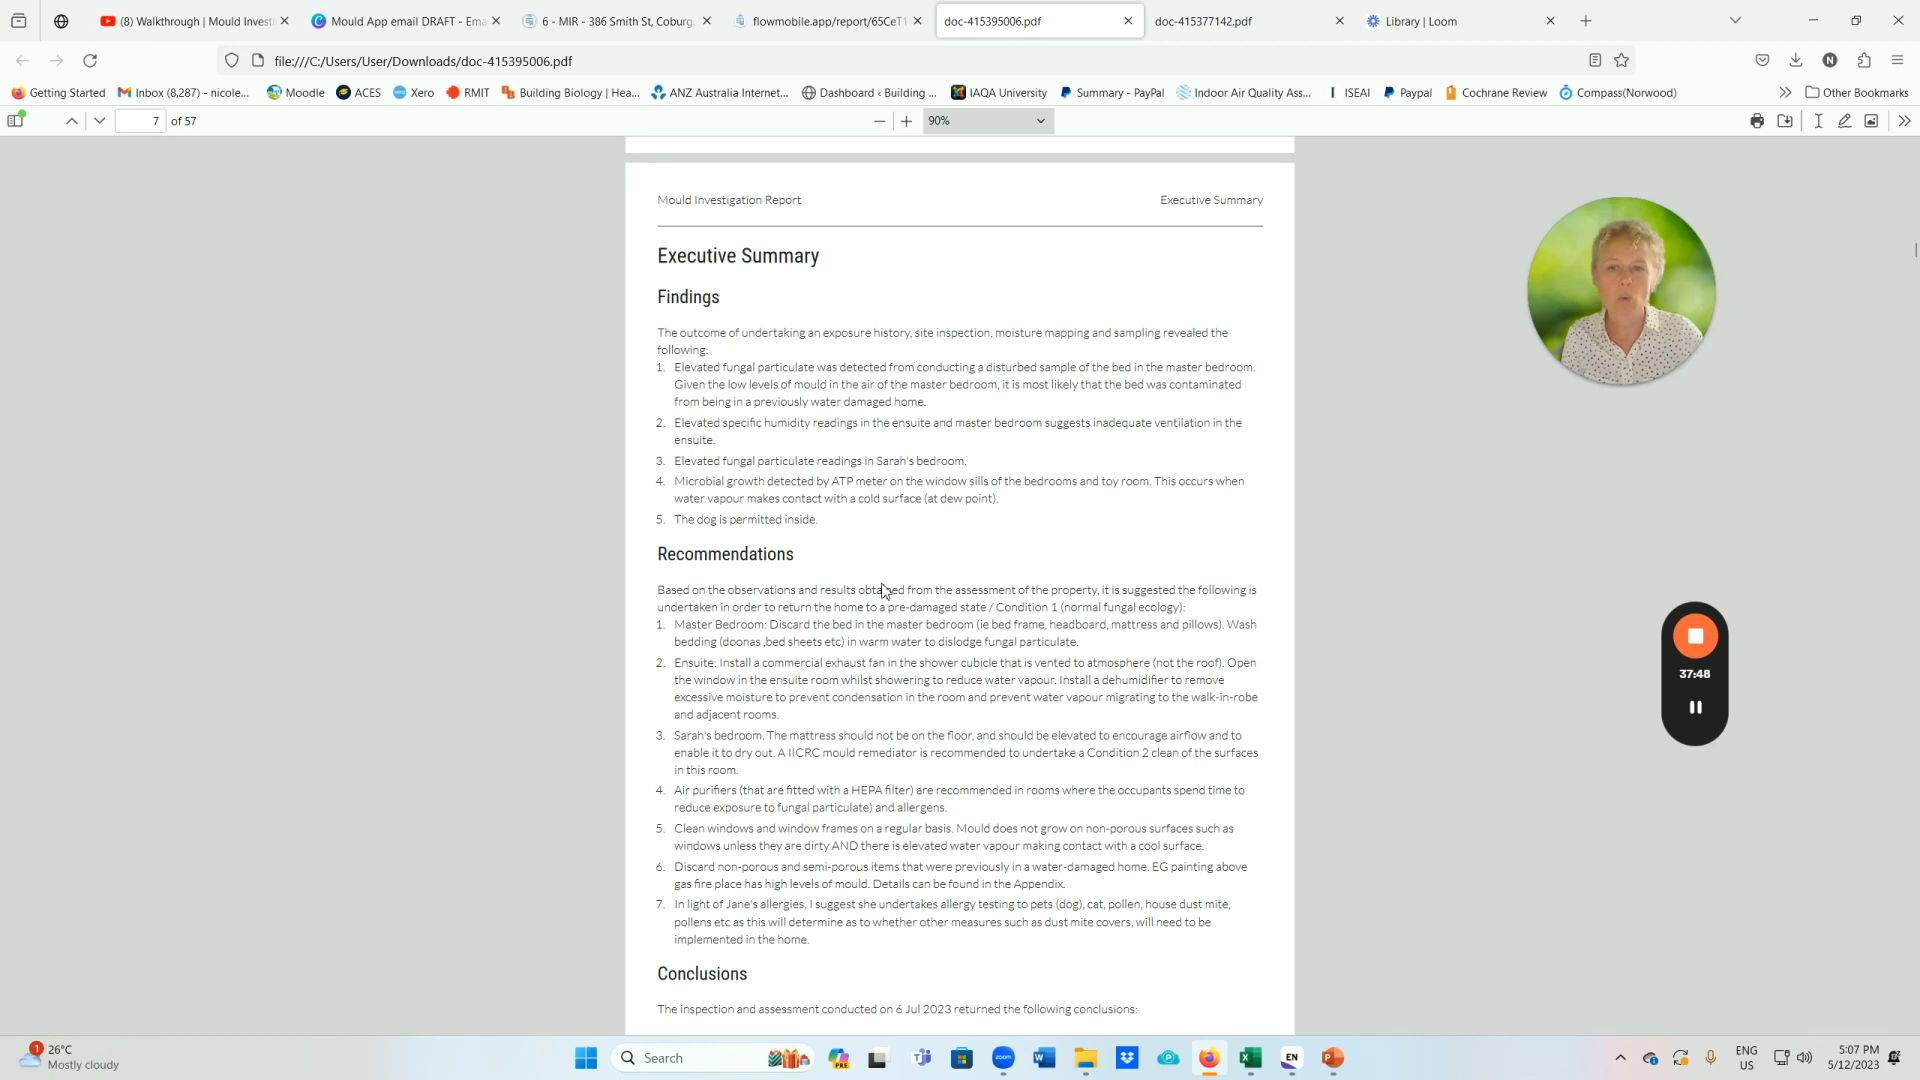 (8) Walkthrough | Mould Investi
Mould App email DRAFT - Ema
6 - MIR - 386 Smith St, Coburg
flowmobile.app/report/65CeT1
doc-415395006.pdf
doc-415377142.pdf
Library | Loom
file:///C:/Users/User/Downloads/doc-415395006.pdf
N
Getting Started
Inbox (8,287) - nicole...
Moodle
ACES
Xero
RMIT
Building Biology | Hea...
ANZ Australia Internet...
Dashboard ‹ Building ...
IAQA University
Summary - PayPal
Indoor Air Quality Ass...
ISEAI
Paypal
Cochrane Review
Compass(Norwood)
Other Bookmarks
7 of 57
90%
Mould Investigation Report
Executive Summary
Executive Summary
Findings
The outcome of undertaking an exposure history, site inspection, moisture mapping and sampling revealed the
following:
1. Elevated fungal particulate was detected from conducting a disturbed sample of the bed in the master bedroom.
Given the low levels of mould in the air of the master bedroom, it is most likely that the bed was contaminated
from being in a previously water damaged home.
2. Elevated specific humidity readings in the ensuite and master bedroom suggests inadequate ventilation in the
ensuite.
3. Elevated fungal particulate readings in Sarah's bedroom.
4. Microbial growth detected by ATP meter on the window sills of the bedrooms and toy room. This occurs when
water vapour makes contact with a cold surface (at dew point).
5. The dog is permitted inside.
Recommendations
Based on the observations and results obtained from the assessment of the property, it is suggested the following is
undertaken in order to return the home to a pre-damaged state / Condition 1 (normal fungal ecology):
1. Master Bedroom: Discard the bed in the master bedroom (ie bed frame, headboard, mattress and pillows). Wash
bedding (doonas ,bed sheets etc) in warm water to dislodge fungal particulate.
2. Ensuite: Install a commercial exhaust fan in the shower cubicle that is vented to atmosphere (not the roof). Open
the window in the ensuite room whilst showering to reduce water vapour. Install a dehumidifier to remove
excessive moisture to prevent condensation in the room and prevent water vapour migrating to the walk-in-robe
and adjacent rooms.
3. Sarah's bedroom. The mattress should not be on the floor, and should be elevated to encourage airflow and to
enable it to dry out. A IICRC mould remediator is recommended to undertake a Condition 2 clean of the surfaces
in this room.
4. Air purifiers (that are fitted with a HEPA filter) are recommended in rooms where the occupants spend time to
reduce exposure to fungal particulate) and allergens.
5. Clean windows and window frames on a regular basis. Mould does not grow on non-porous surfaces such as
windows unless they are dirty AND there is elevated water vapour making contact with a cool surface.
6. Discard non-porous and semi-porous items that were previously in a water-damaged home. EG painting above
gas fire place has high levels of mould. Details can be found in the Appendix.
7. In light of Jane's allergies, I suggest she undertakes allergy testing to pets (dog), cat, pollen, house dust mite,
pollens etc as this will determine as to whether other measures such as dust mite covers, will need to be
implemented in the home.
Conclusions
The inspection and assessment conducted on 6 Jul 2023 returned the following conclusions:
37:48
1
26°C
Mostly cloudy
Search
PRE
zoom
EN
ENG
US
5:07 PM
5/12/2023